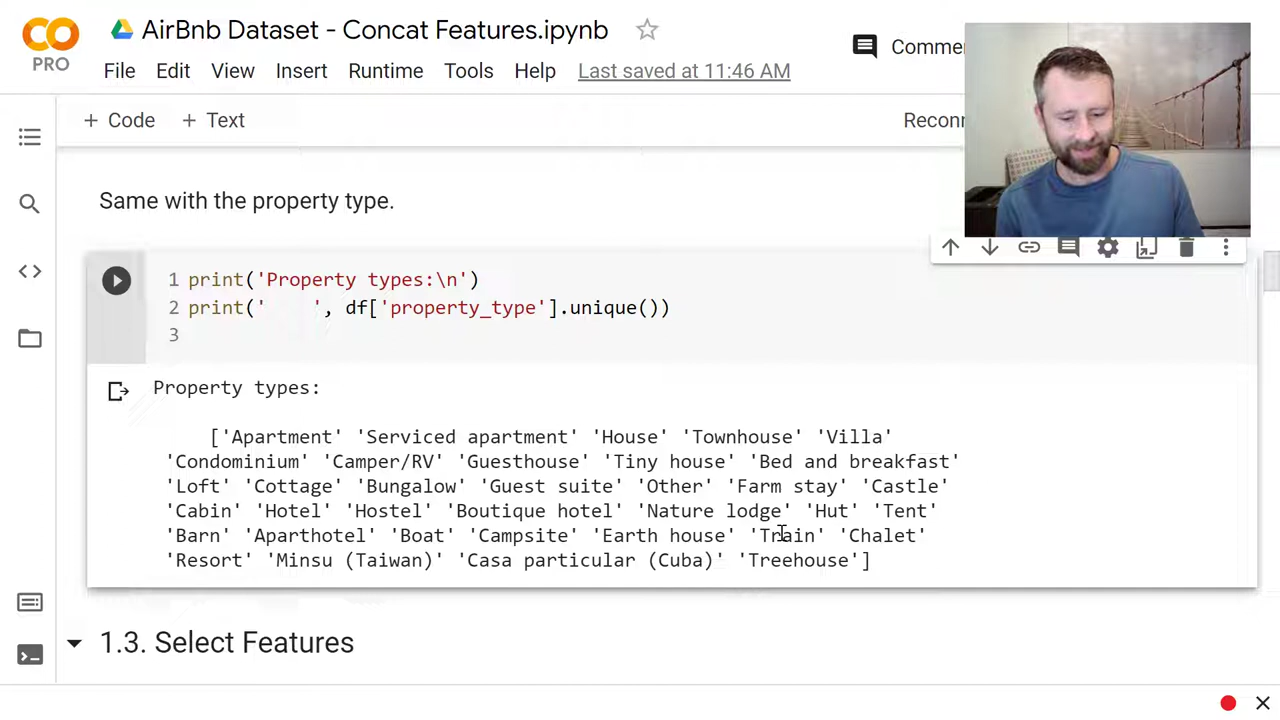 AirBnb Dataset - Concat Features.ipynb
PRO
File Edit View Insert Runtime Tools Help Last saved at 11:46 AM
+ Code + Text
Same with the property type.
1 print('Property types:\n')
2 print('    ', df['property_type'].unique())
3
Property types:
['Apartment' 'Serviced apartment' 'House' 'Townhouse' 'Villa'
'Condominium' 'Camper/RV' 'Guesthouse' 'Tiny house' 'Bed and breakfast'
'Loft' 'Cottage' 'Bungalow' 'Guest suite' 'Other' 'Farm stay' 'Castle'
'Cabin' 'Hotel' 'Hostel' 'Boutique hotel' 'Nature lodge' 'Hut' 'Tent'
'Barn' 'Aparthotel' 'Boat' 'Campsite' 'Earth house' 'Train' 'Chalet'
'Resort' 'Minsu (Taiwan)' 'Casa particular (Cuba)' 'Treehouse']
1.3. Select Features